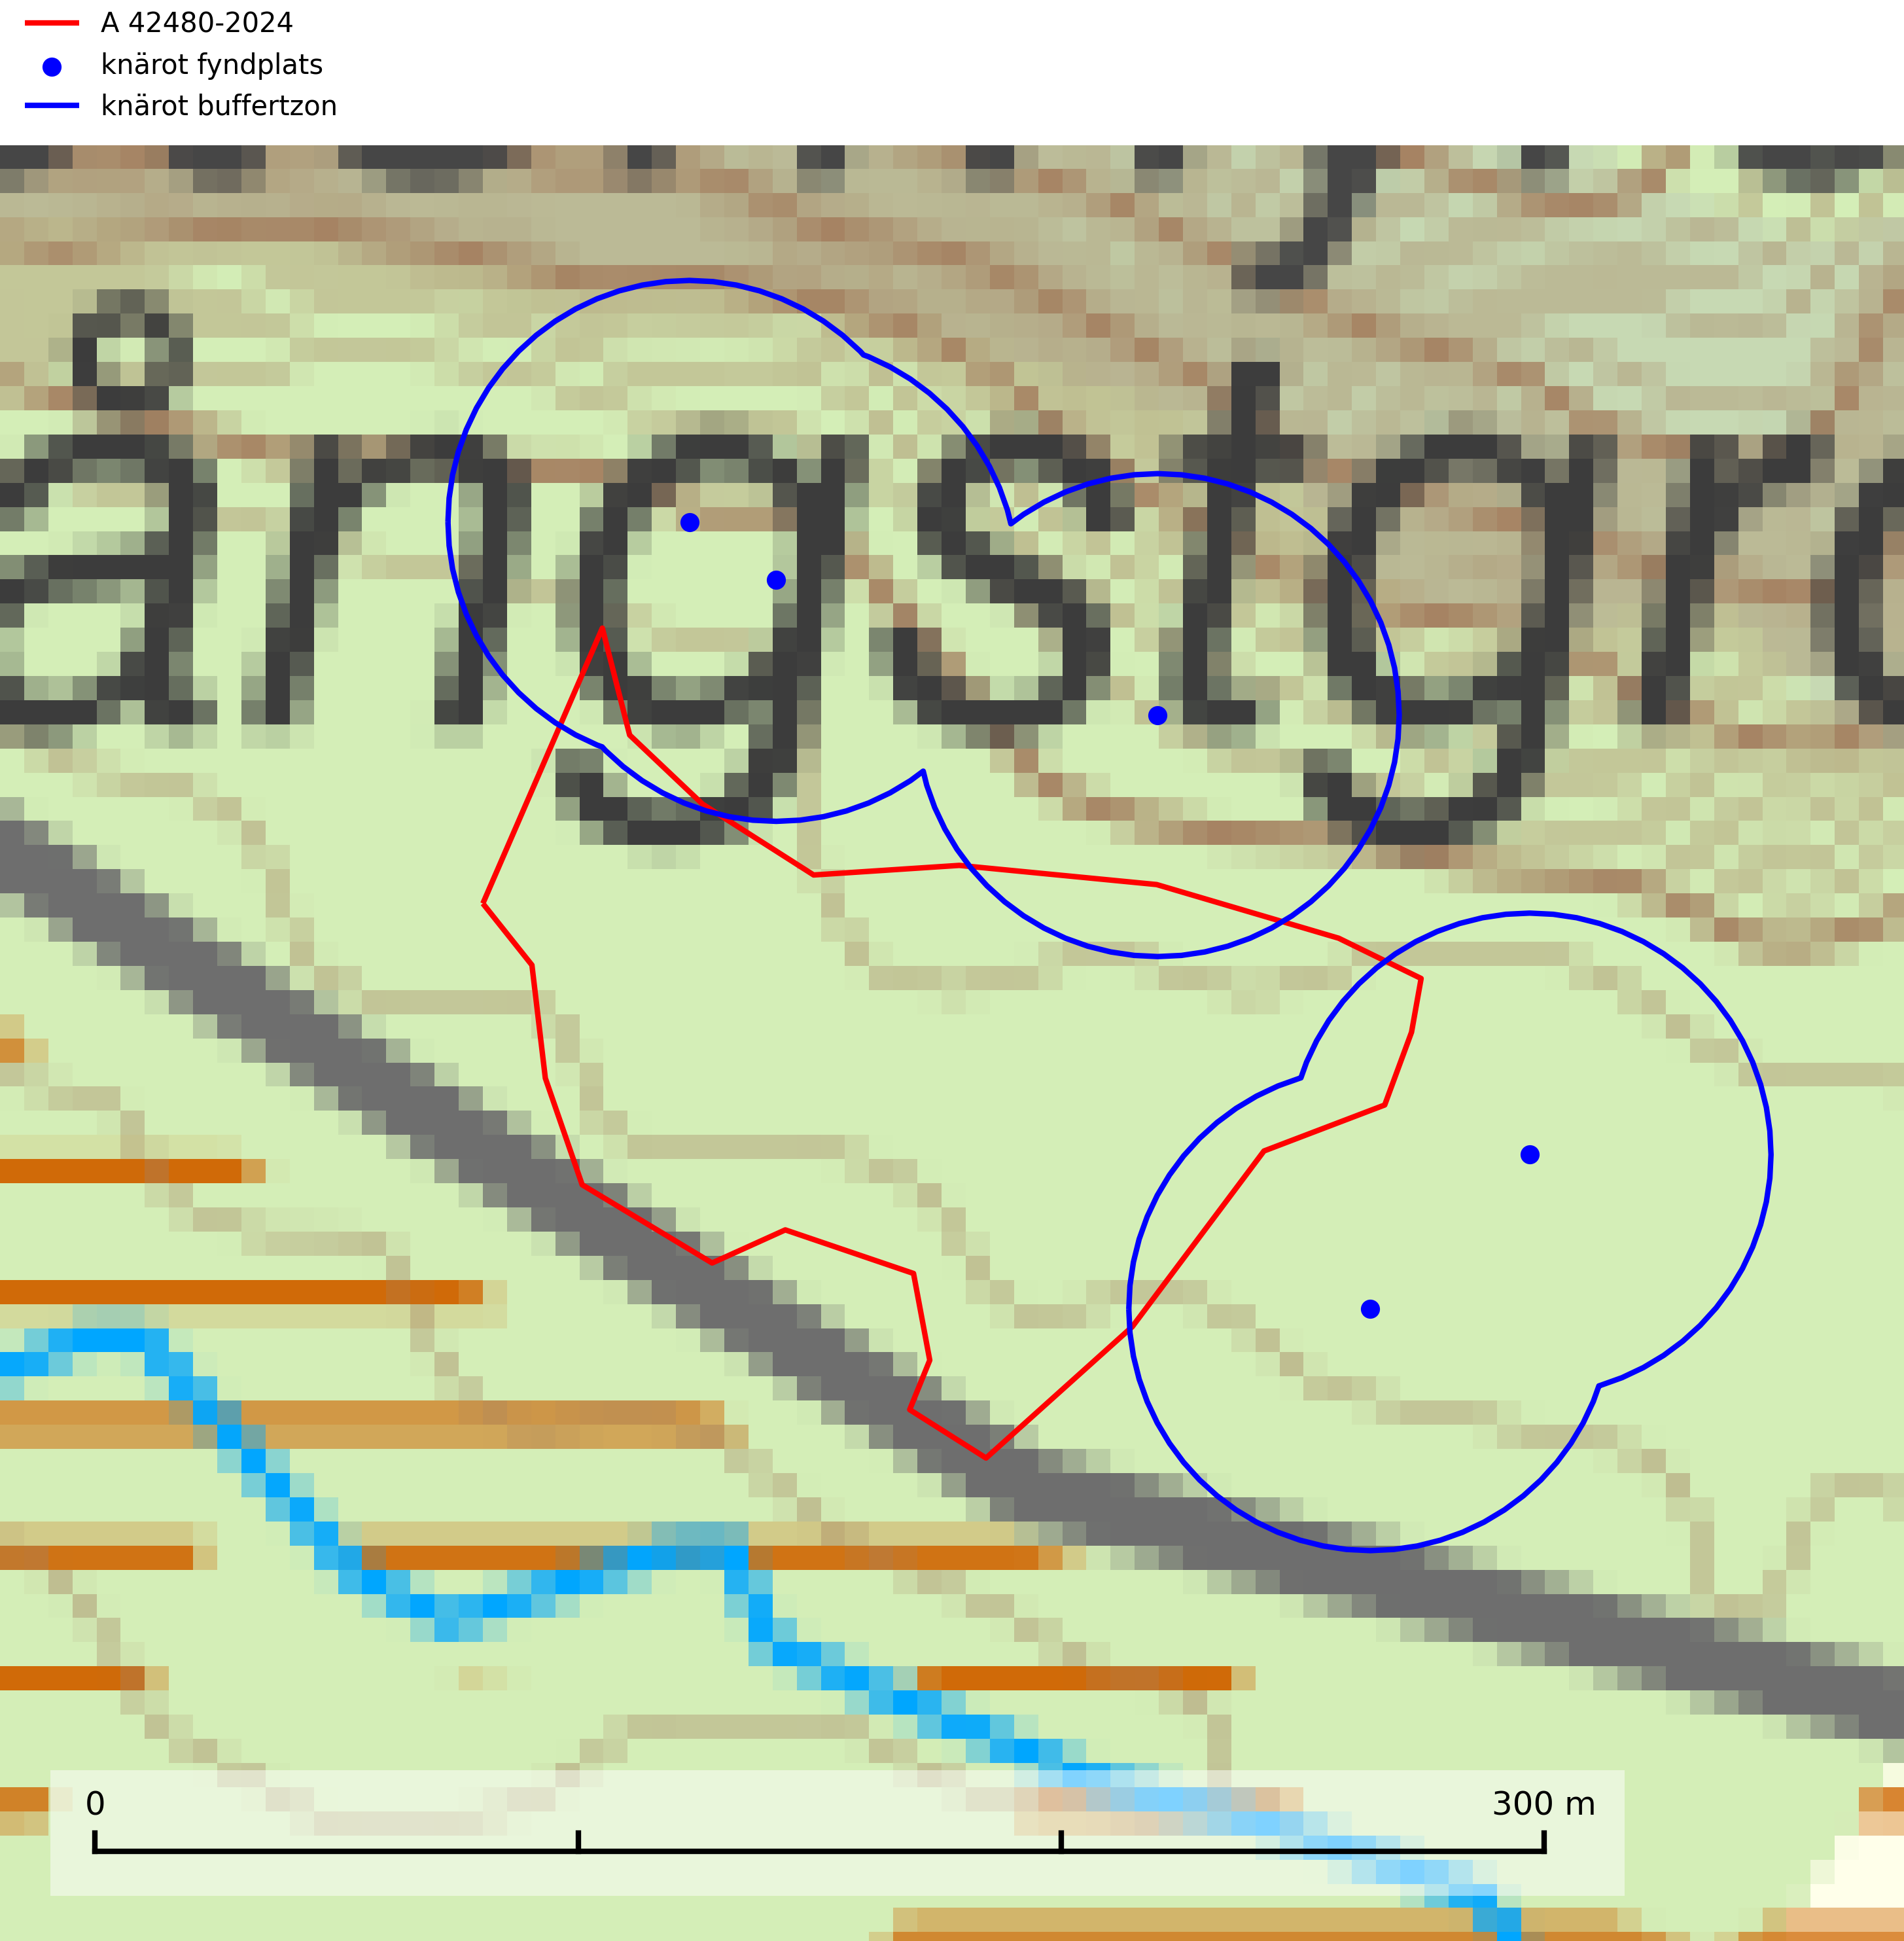 A 42480-2024
knärot fyndplats
knärot buffertzon
0
300 m